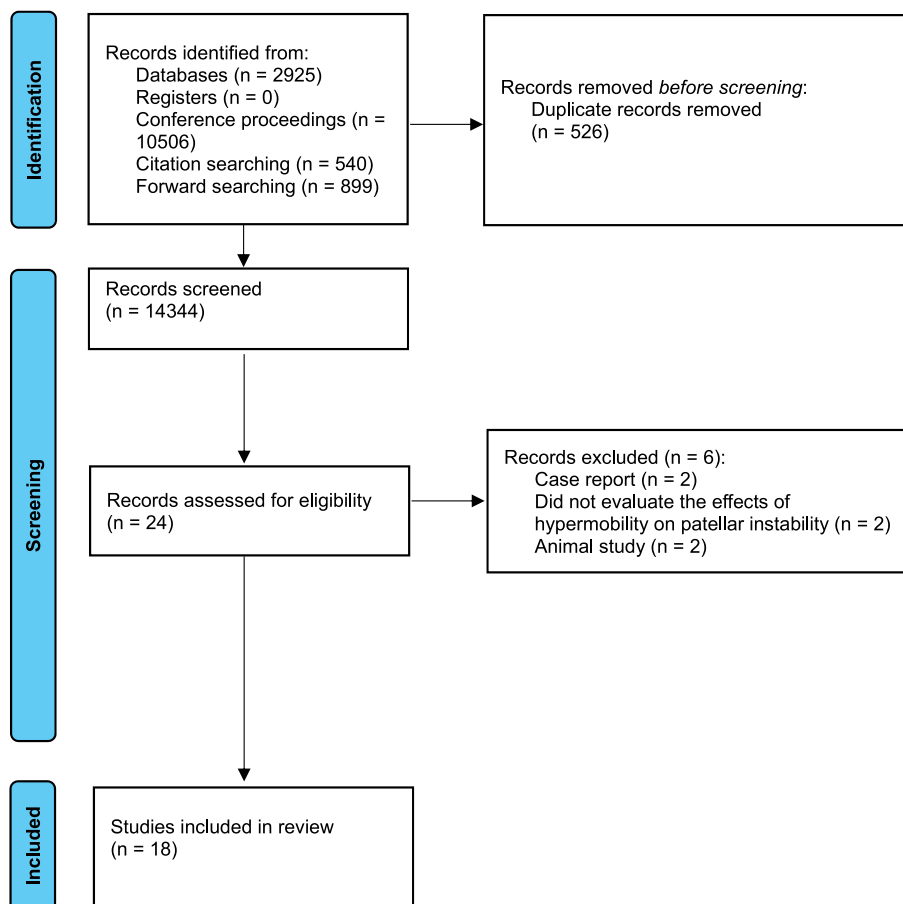 Identification
Records identified from:
Databases (n = 2925)
Registers (n = 0)
Conference proceedings (n =
10506)
Citation searching (n = 540)
Forward searching (n = 899)
Records removed before screening:
Duplicate records removed
(n = 526)
Screening
Records screened
(n = 14344)
Records assessed for eligibility
(n = 24)
Records excluded (n = 6):
Case report (n = 2)
Did not evaluate the effects of
hypermobility on patellar instability (n = 2)
Animal study (n = 2)
Included
Studies included in review
(n = 18)